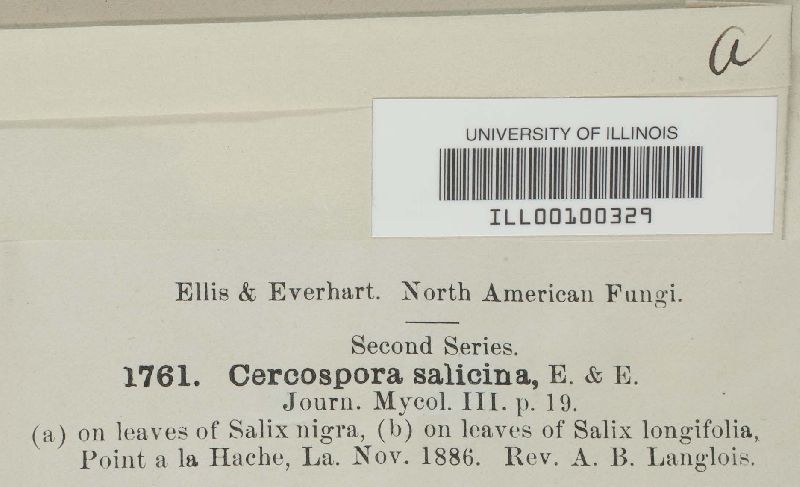 a
UNIVERSITY OF ILLINOIS
ILL00100329
Ellis & Everhart. North American Fungi.
Second Series.
1761. Cercospora salicina, E. & E.
Journ. Mycol. III. p. 19.
(a) on leaves of Salix nigra, (b) on leaves of Salix longifolia,
Point a la Hache, La. Nov. 1886. Rev. A. B. Langlois.